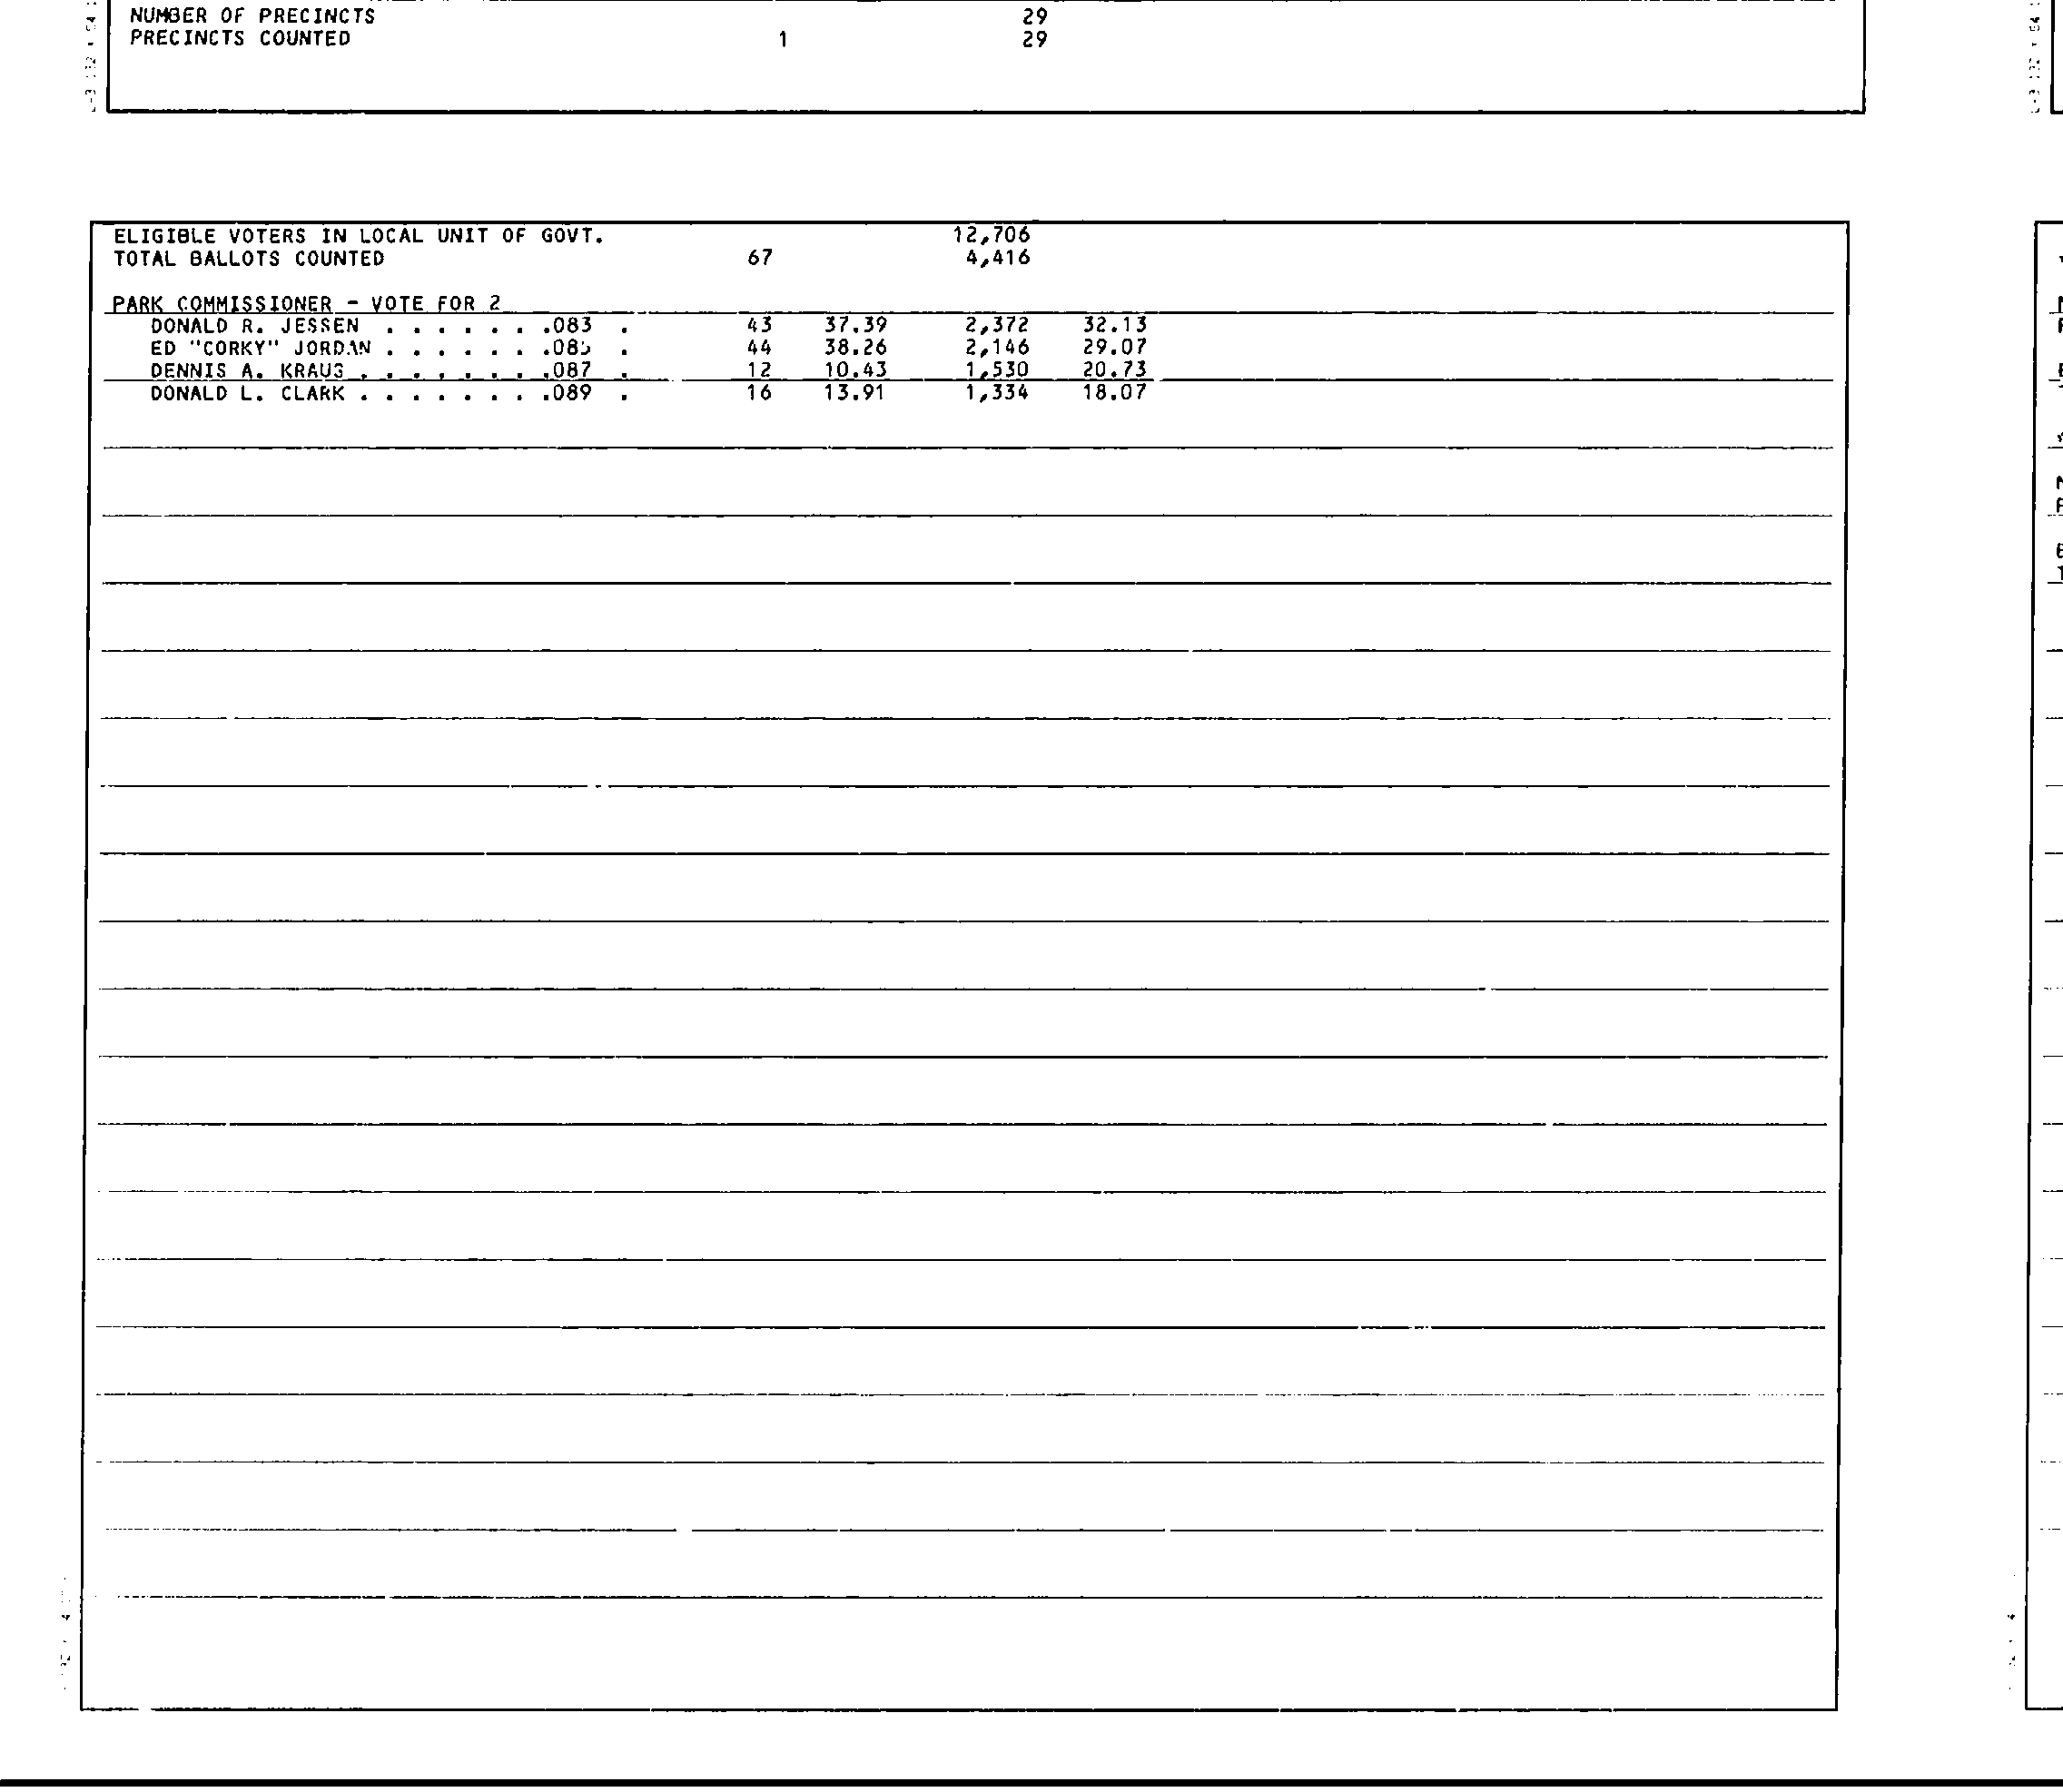 NUMBER OF PRECINCTS 29
PRECINCTS COUNTED 1 29
ELIGIBLE VOTERS IN LOCAL UNIT OF GOVT. 12,706
TOTAL BALLOTS COUNTED 67 4,416
PARK COMMISSIONER - VOTE FOR 2
DONALD R. JESSEN . . . . . . .083 . 43 37.39 2,372 32.13
ED "CORKY" JORDAN . . . . . . .085 . 44 38.26 2,146 29.07
DENNIS A. KRAUS . . . . . . . .087 . 12 10.43 1,530 20.73
DONALD L. CLARK . . . . . . . .089 . 16 13.91 1,334 18.07